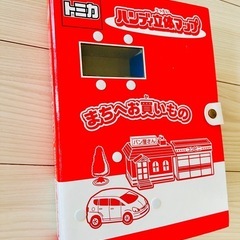 トミカ
ハンディ立体マップ
まちへお買いもの
パン屋さん